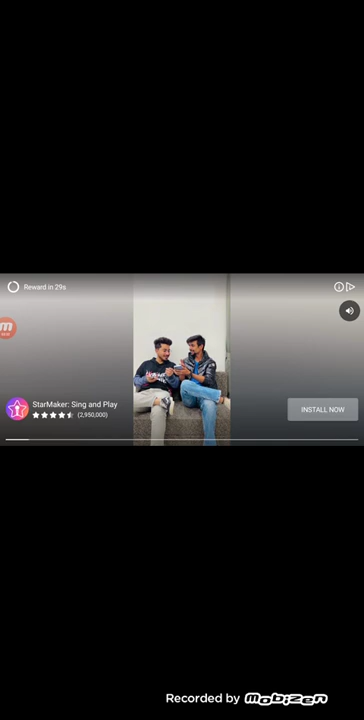 Reward in 29s
StarMaker: Sing and Play
(2,950,000)
INSTALL NOW
Recorded by mobizen